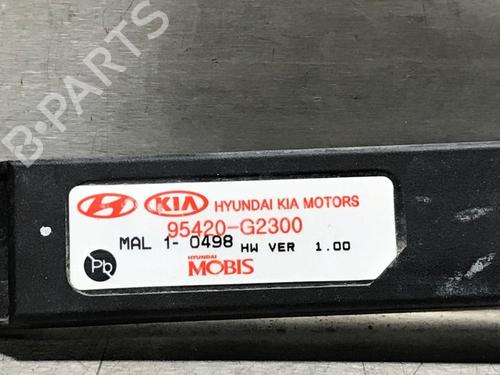 B-PARTS
KIA HYUNDAI KIA MOTORS
95420-G2300
MAL 1- 0498 HW VER 1.00
Pb
HYUNDAI
MOBIS